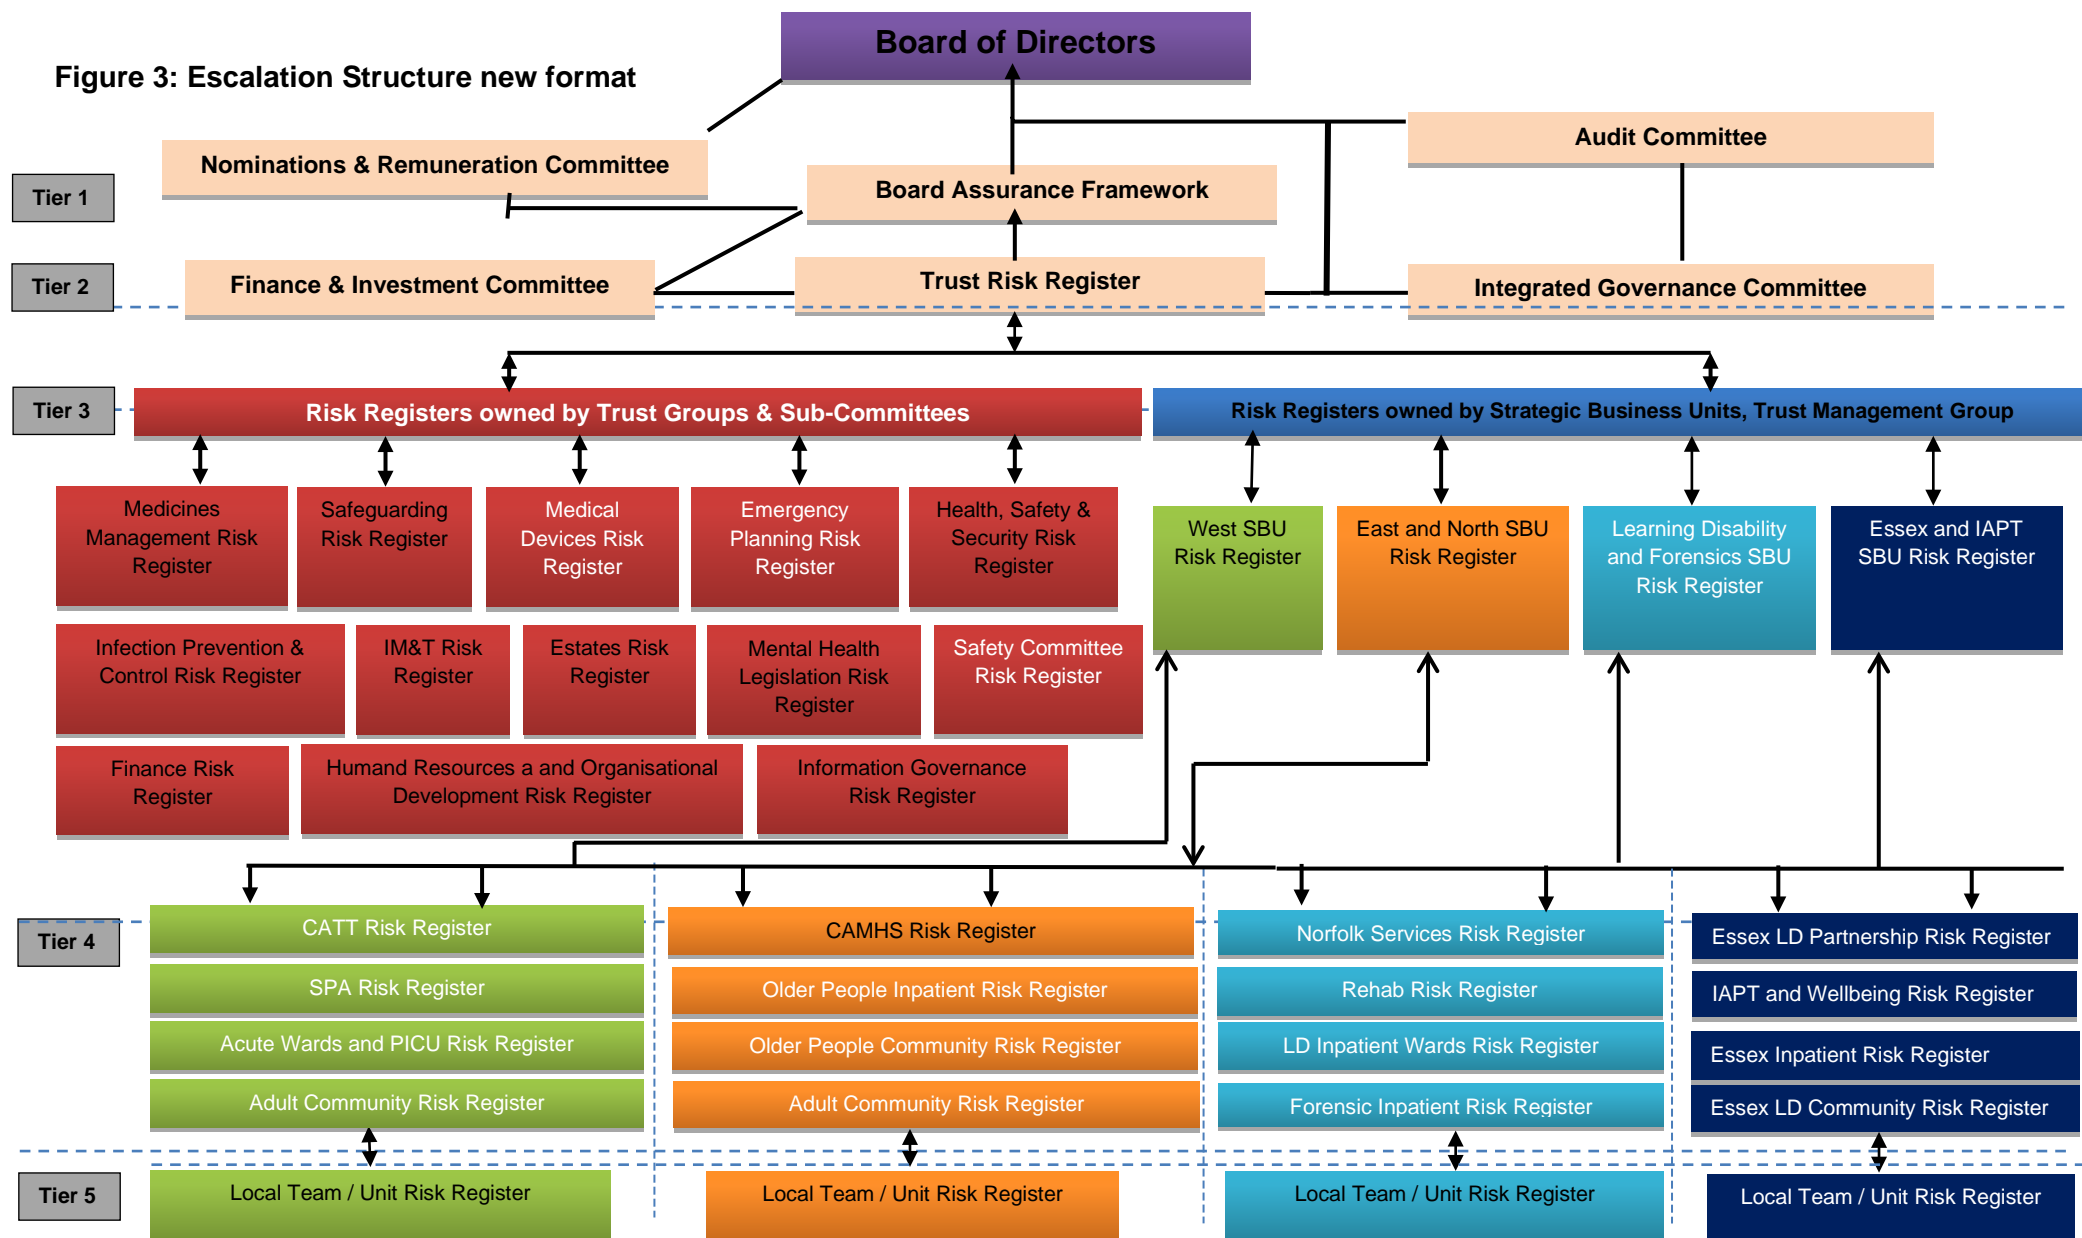 Board of Directors
Figure 3: Escalation Structure new format
Audit Committee
Nominations & Remuneration Committee
Tier 1
Board Assurance Framework
Tier 2
Finance & Investment Committee
Trust Risk Register
Integrated Governance Committee
Tier 3
Risk Registers owned by Trust Groups & Sub-Committees
Risk Registers owned by Strategic Business Units, Trust Management Group
Medicines
Management Risk
Register
Safeguarding
Risk Register
Medical
Devices Risk
Register
Emergency
Planning Risk
Register
Health, Safety &
Security Risk
Register
West SBU
Risk Register
East and North SBU
Risk Register
Learning Disability
and Forensics SBU
Risk Register
Essex and IAPT
SBU Risk Register
Infection Prevention &
Control Risk Register
IM&T Risk
Register
Estates Risk
Register
Mental Health
Legislation Risk
Register
Safety Committee
Risk Register
Finance Risk
Register
Humand Resources a and Organisational
Development Risk Register
Information Governance
Risk Register
Tier 4
CATT Risk Register
CAMHS Risk Register
Norfolk Services Risk Register
Essex LD Partnership Risk Register
SPA Risk Register
Older People Inpatient Risk Register
Rehab Risk Register
IAPT and Wellbeing Risk Register
Acute Wards and PICU Risk Register
Older People Community Risk Register
LD Inpatient Wards Risk Register
Essex Inpatient Risk Register
Adult Community Risk Register
Adult Community Risk Register
Forensic Inpatient Risk Register
Essex LD Community Risk Register
Tier 5
Local Team / Unit Risk Register
Local Team / Unit Risk Register
Local Team / Unit Risk Register
Local Team / Unit Risk Register